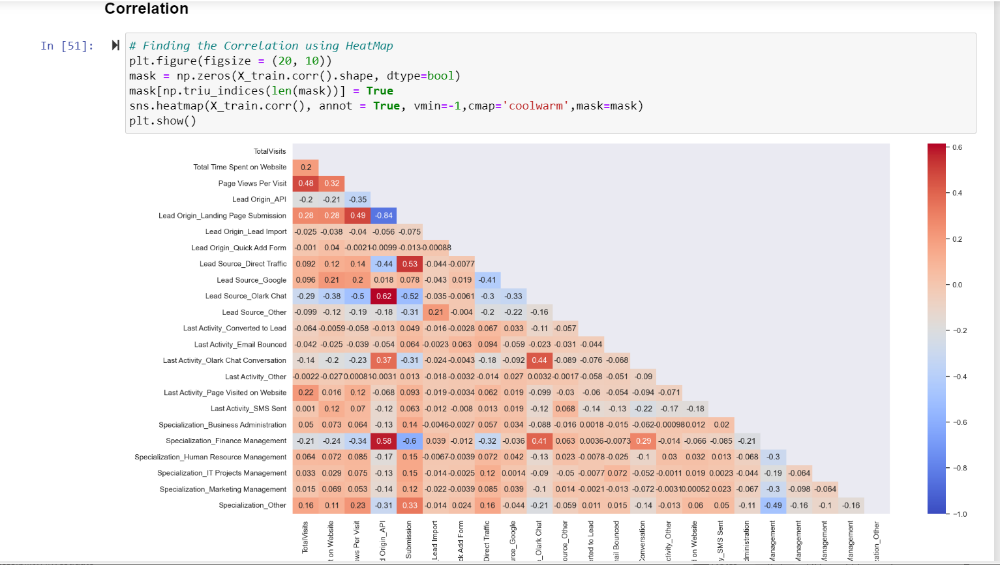 Correlation
In [51]:
# Finding the Correlation using HeatMap
plt.figure(figsize = (20, 10))
mask = np.zeros(X_train.corr().shape, dtype=bool)
mask[np.triu_indices(len(mask))] = True
sns.heatmap(X_train.corr(), annot = True, vmin=-1,cmap='coolwarm',mask=mask)
plt.show()
TotalVisits
Total Time Spent on Website 0.2
Page Views Per Visit 0.48 0.32
Lead Origin_API -0.2 -0.21 -0.35
Lead Origin_Landing Page Submission 0.28 0.28 0.49 -0.84
Lead Origin_Lead Import -0.025 -0.038 -0.04 -0.056 -0.075
Lead Origin_Quick Add Form -0.001 0.04 -0.0021 -0.0099 -0.013 -0.00088
Lead Source_Direct Traffic 0.092 0.12 0.14 -0.44 0.53 -0.044 -0.0077
Lead Source_Google 0.096 0.21 0.2 0.018 0.078 -0.043 0.019 -0.41
Lead Source_Olark Chat -0.29 -0.38 -0.5 0.62 -0.52 -0.035 -0.0061 -0.3 -0.33
Lead Source_Other -0.099 -0.12 -0.19 -0.18 -0.31 0.21 -0.004 -0.2 -0.22 -0.16
Last Activity_Converted to Lead -0.064 -0.0059 -0.058 -0.013 0.049 -0.016 -0.0028 0.067 0.033 -0.11 -0.057
Last Activity_Email Bounced -0.042 -0.025 -0.039 -0.054 0.064 -0.0023 0.063 0.094 -0.059 -0.023 -0.031 -0.044
Last Activity_Olark Chat Conversation -0.14 -0.2 -0.23 0.37 -0.31 -0.024 -0.0043 -0.18 -0.092 0.44 -0.089 -0.076 -0.068
Last Activity_Other -0.0022 -0.027 0.00081 -0.0031 0.013 -0.018 -0.0032 -0.014 0.027 0.0032 -0.0017 -0.058 -0.051 -0.09
Last Activity_Page Visited on Website 0.22 0.016 0.12 -0.068 0.093 -0.019 -0.0034 0.062 0.019 -0.099 -0.03 -0.06 -0.054 -0.094 -0.071
Last Activity_SMS Sent 0.001 0.12 0.07 -0.12 0.063 -0.012 -0.008 0.013 0.019 -0.12 0.068 -0.14 -0.13 -0.22 -0.17 -0.18
Specialization_Business Administration 0.05 0.073 0.064 -0.13 0.14 -0.0046 -0.0027 0.057 0.034 -0.088 -0.016 0.0018 -0.015 -0.062 -0.00098 0.012 0.02
Specialization_Finance Management -0.21 -0.24 -0.34 0.58 -0.6 0.039 -0.012 -0.32 -0.036 0.41 0.063 0.0036 -0.0073 0.29 -0.014 -0.066 -0.085 -0.21
Specialization_Human Resource Management 0.064 0.072 0.085 -0.17 0.15 -0.0067 -0.0039 0.072 0.042 -0.13 0.023 -0.0078 -0.025 -0.1 0.03 0.032 0.013 -0.068 -0.3
Specialization_IT Projects Management 0.033 0.029 0.075 -0.13 0.15 -0.014 -0.0025 0.12 0.0014 -0.09 -0.05 -0.0077 0.072 -0.052 -0.0011 0.019 0.0023 -0.044 -0.19 -0.064
Specialization_Marketing Management 0.015 0.069 0.053 -0.14 0.12 -0.022 -0.0039 0.085 0.039 -0.1 0.014 -0.0021 -0.013 -0.072 -0.0031 0.00052 0.023 -0.067 -0.3 -0.098 -0.064
Specialization_Other 0.16 0.11 0.23 -0.31 0.33 -0.014 0.024 0.16 -0.044 -0.21 -0.059 0.011 0.015 -0.14 -0.013 0.06 0.05 -0.11 -0.49 -0.16 -0.1 -0.16
0.6
0.4
0.2
0.0
−0.2
−0.4
−0.6
−0.8
−1.0
TotalVisits
t on Website
ews Per Visit
d Origin_API
Submission
_Lead Import
ck Add Form
Direct Traffic
urce_Google
_Olark Chat
ource_Other
erted to Lead
ail Bounced
Conversation
ctivity_Other
on Website
y_SMS Sent
dministration
Management
Management
Management
Management
ation_Other